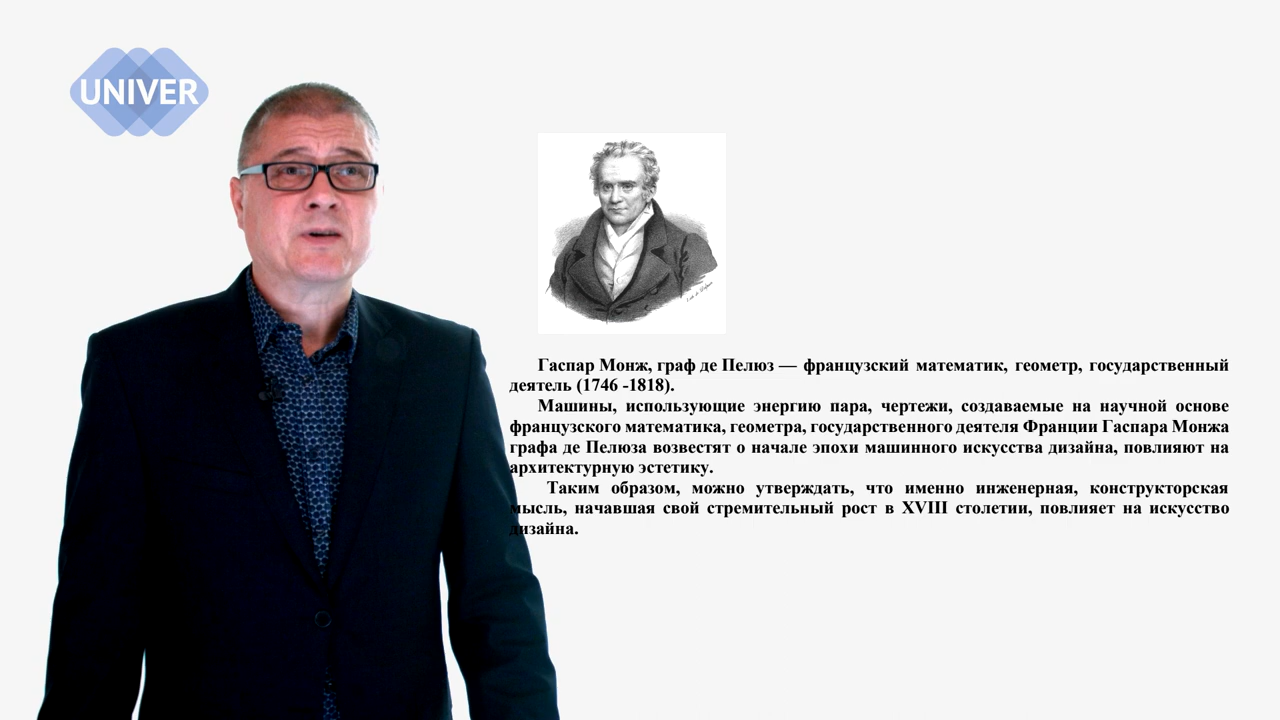 UNIVER
Гаспар Монж, граф де Пелюз — французский математик, геометр, государственный
деятель (1746 -1818).
Машины, использующие энергию пара, чертежи, создаваемые на научной основе
французского математика, геометра, государственного деятеля Франции Гаспара Монжа
графа де Пелюза возвестят о начале эпохи машинного искусства дизайна, повлияют на
архитектурную эстетику.
Таким образом, можно утверждать, что именно инженерная, конструкторская
мысль, начавшая свой стремительный рост в XVIII столетии, повлияет на искусство
дизайна.